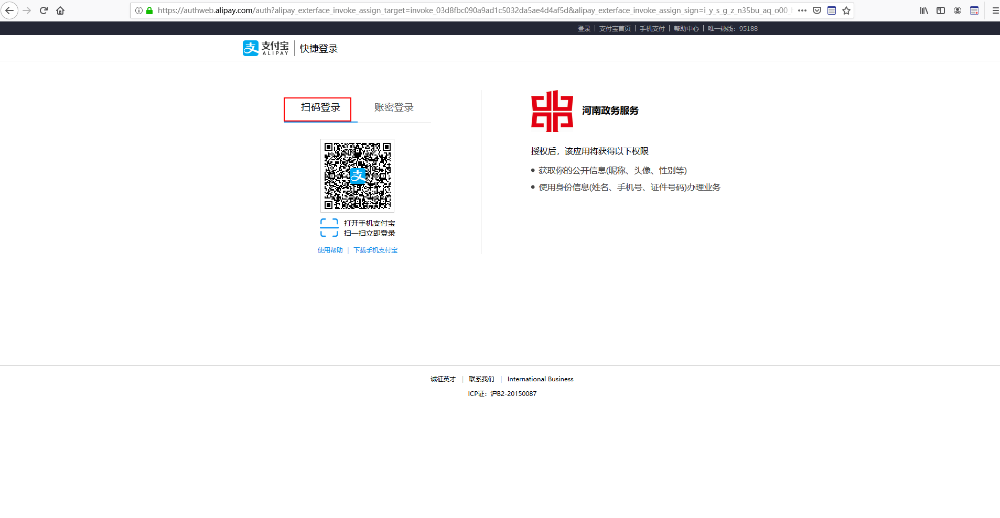 https://authweb.alipay.com/auth?alipay_exterface_invoke_assign_target=invoke_03d8fbc090a9ad1c5032da5ae4d4af5d&alipay_exterface_invoke_assign_sign=i_y_s_g_z_n35bu_aq_o00_
登录 | 支付宝首页 | 手机支付 | 帮助中心 | 唯一热线：95188
支 支付宝 ALIPAY | 快捷登录
扫码登录 账密登录
支
打开手机支付宝
扫一扫立即登录
使用帮助 | 下载手机支付宝
河南政务服务
授权后，该应用将获得以下权限
• 获取你的公开信息(昵称、头像、性别等)
• 使用身份信息(姓名、手机号、证件号码)办理业务
诚征英才 | 联系我们 | International Business
ICP证：沪B2-20150087